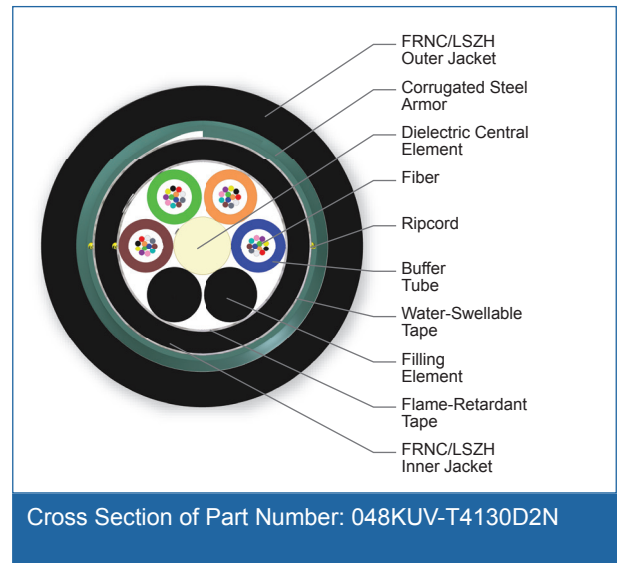 FRNC/LSZH
Outer Jacket
Corrugated Steel
Armor
Dielectric Central
Element
Fiber
Ripcord
Buffer
Tube
Water-Swellable
Tape
Filling
Element
Flame-Retardant
Tape
FRNC/LSZH
Inner Jacket
Cross Section of Part Number: 048KUV-T4130D2N